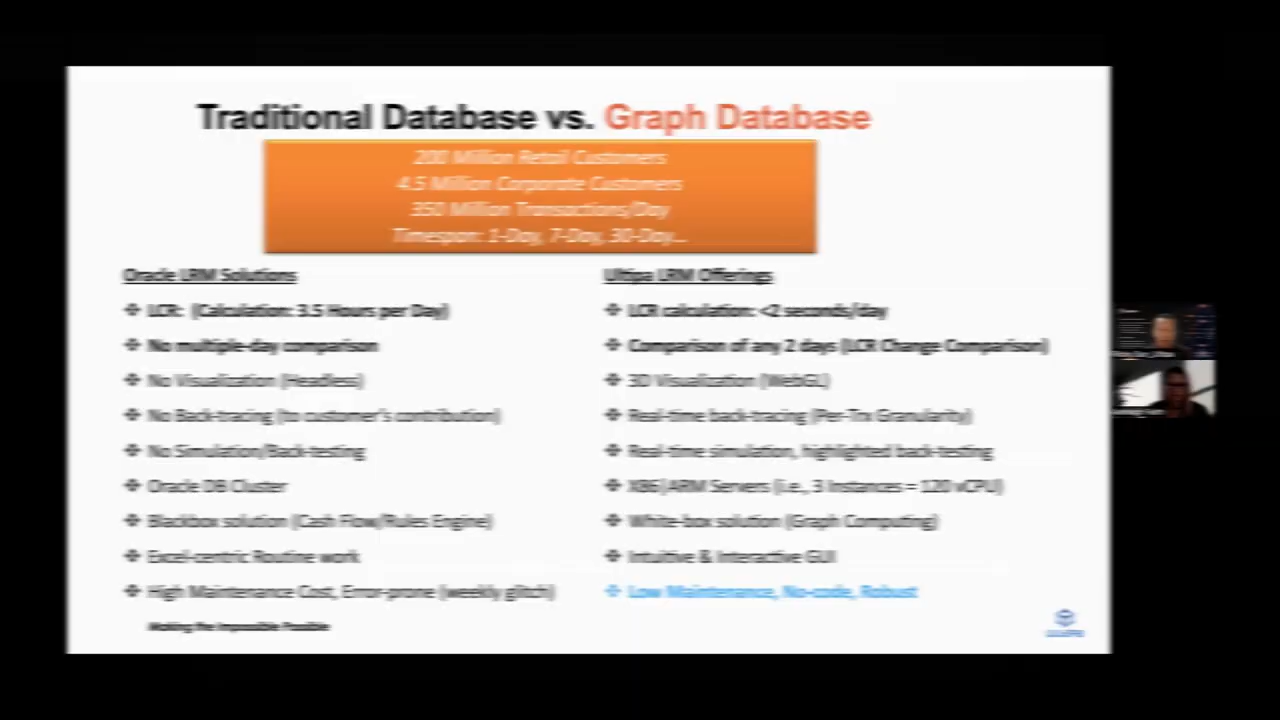 Traditional Database vs. Graph Database
200 Million Retail Customers
4.5 Million Corporate Customers
350 Million Transactions/Day
Timespan: 1-Day, 7-Day, 30-Day...
Oracle LRM Solutions
❖ LCR: (Calculation: 3.5 Hours per Day)
❖ No multiple-day comparison
❖ No Visualization (Headless)
❖ No Back-tracing (to customer's contribution)
❖ No Simulation/Back-testing
❖ Oracle DB Cluster
❖ Blackbox solution (Cash Flow/Rules Engine)
❖ Excel-centric Routine work
❖ High Maintenance Cost, Error-prone (weekly glitch)
Making the Impossible Possible
Ultipa LRM Offerings
❖ LCR calculation: <2 seconds/day
❖ Comparison of any 2 days (LCR Change Comparison)
❖ 3D Visualization (WebGL)
❖ Real-time back-tracing (Per-Trx Granularity)
❖ Real-time simulation, highlighted back-testing
❖ X86/ARM Servers (i.e., 3 Instances = 120 vCPU)
❖ White-box solution (Graph Computing)
❖ Intuitive & Interactive GUI
❖ Low Maintenance, No-code, Robust